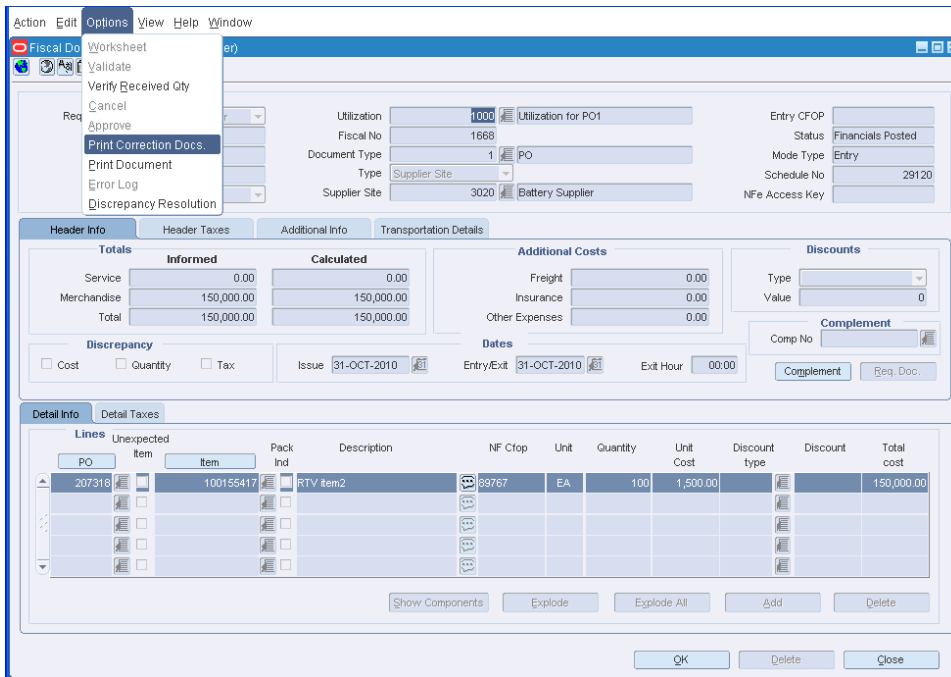 Action Edit Options View Help Window
Fiscal Do er)
Worksheet
Validate
Verify Received Qty
Cancel
Approve
Print Correction Docs.
Print Document
Error Log
Discrepancy Resolution
Req r Utilization 1000 Utilization for PO1 Entry CFOP
Fiscal No 1668 Status Financials Posted
Document Type 1 PO Mode Type Entry
Type Supplier Site Schedule No 29120
Supplier Site 3020 Battery Supplier NFe Access Key
Header Info Header Taxes Additional Info Transportation Details
Totals Additional Costs Discounts
Informed Calculated
Service 0.00 0.00 Freight 0.00 Type
Merchandise 150,000.00 150,000.00 Insurance 0.00 Value 0
Total 150,000.00 150,000.00 Other Expenses 0.00
Complement
Discrepancy Dates Comp No
Cost Quantity Tax Issue 31-OCT-2010 Entry/Exit 31-OCT-2010 Exit Hour 00:00
Complement Req. Doc.
Detail Info Detail Taxes
Lines
PO Unexpected Item Item Pack Ind Description NF Cfop Unit Quantity Unit Cost Discount type Discount Total cost
207318 100155417 RTV item2 89767 EA 100 1,500.00 150,000.00
Show Components Explode Explode All Add Delete
OK Delete Close